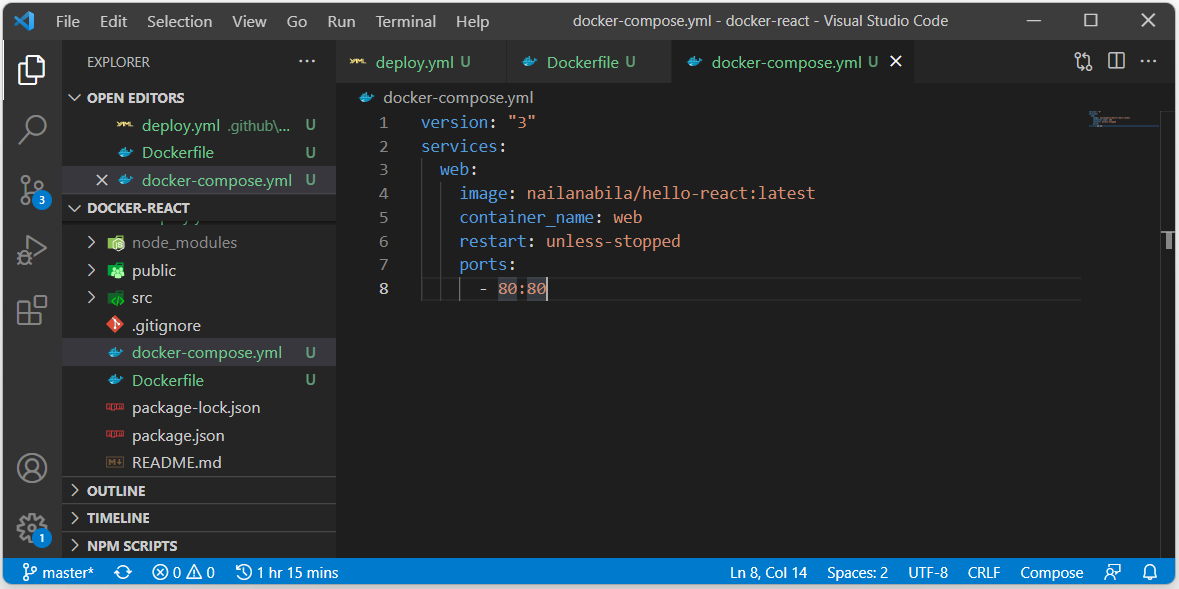 File Edit Selection View Go Run Terminal Help docker-compose.yml - docker-react - Visual Studio Code
EXPLORER
deploy.yml U Dockerfile U docker-compose.yml U
OPEN EDITORS
deploy.yml .github\... U
Dockerfile U
docker-compose.yml U
DOCKER-REACT
node_modules
public
src
.gitignore
docker-compose.yml U
Dockerfile U
package-lock.json
package.json
README.md
OUTLINE
TIMELINE
NPM SCRIPTS
3
1
docker-compose.yml
1 version: "3"
2 services:
3 web:
4 image: nailanabila/hello-react:latest
5 container_name: web
6 restart: unless-stopped
7 ports:
8 - 80:80
master* 0 0 1 hr 15 mins Ln 8, Col 14 Spaces: 2 UTF-8 CRLF Compose